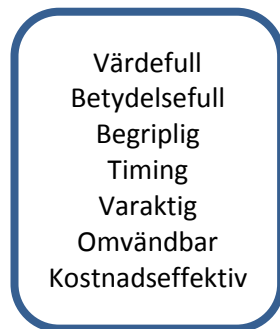 Värdefull
Betydelsefull
Begriplig
Timing
Varaktig
Omvändbar
Kostnadseffektiv